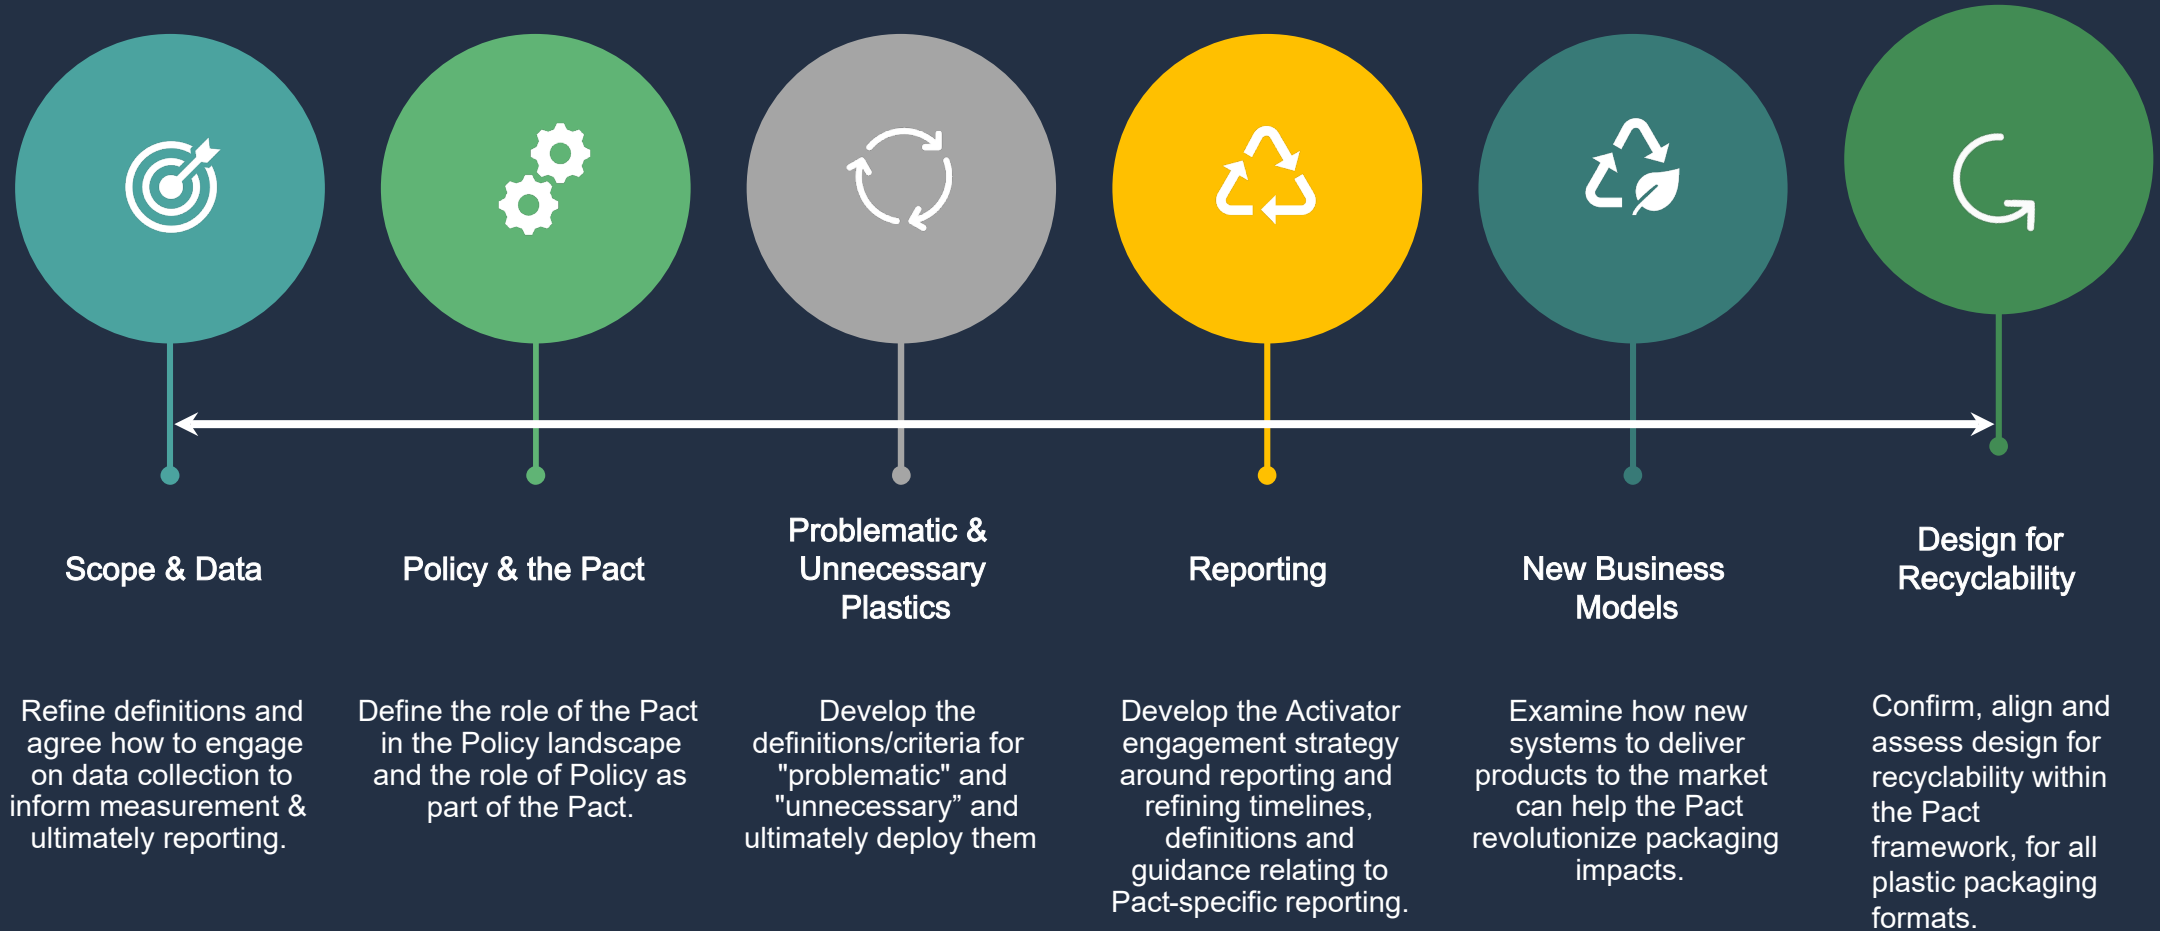 Scope & Data
Refine definitions and
agree how to engage
on data collection to
inform measurement &
ultimately reporting.
Policy & the Pact
Define the role of the Pact
in the Policy landscape
and the role of Policy as
part of the Pact.
Problematic &
Unnecessary
Plastics
Develop the
definitions/criteria for
"problematic" and
"unnecessary” and
ultimately deploy them
Reporting
Develop the Activator
engagement strategy
around reporting and
refining timelines,
definitions and
guidance relating to
Pact-specific reporting.
New Business
Models
Examine how new
systems to deliver
products to the market
can help the Pact
revolutionize packaging
impacts.
Design for
Recyclability
Confirm, align and
assess design for
recyclability within
the Pact
framework, for all
plastic packaging
formats.